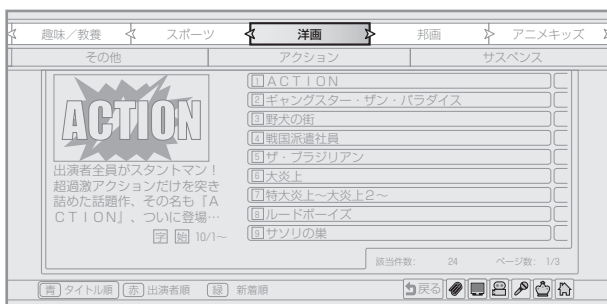 趣味／教養 スポーツ 洋画 邦画 アニメキッズ
その他 アクション サスペンス
ACTION
出演者全員がスタントマン！
超過激アクションだけを突き
詰めた話題作、その名も『A
CTION』、ついに登場…
字 始 10/1～
1 ACTION
2 ギャングスター・ザン・パラダイス
3 野犬の街
4 戦国派遣社員
5 ザ・ブラジリアン
6 大炎上
7 特大炎上～大炎上2～
8 ルードボーイズ
9 サソリの巣
該当件数： 24 ページ数： 1/3
青 タイトル順 赤 出演者順 緑 新着順 戻る